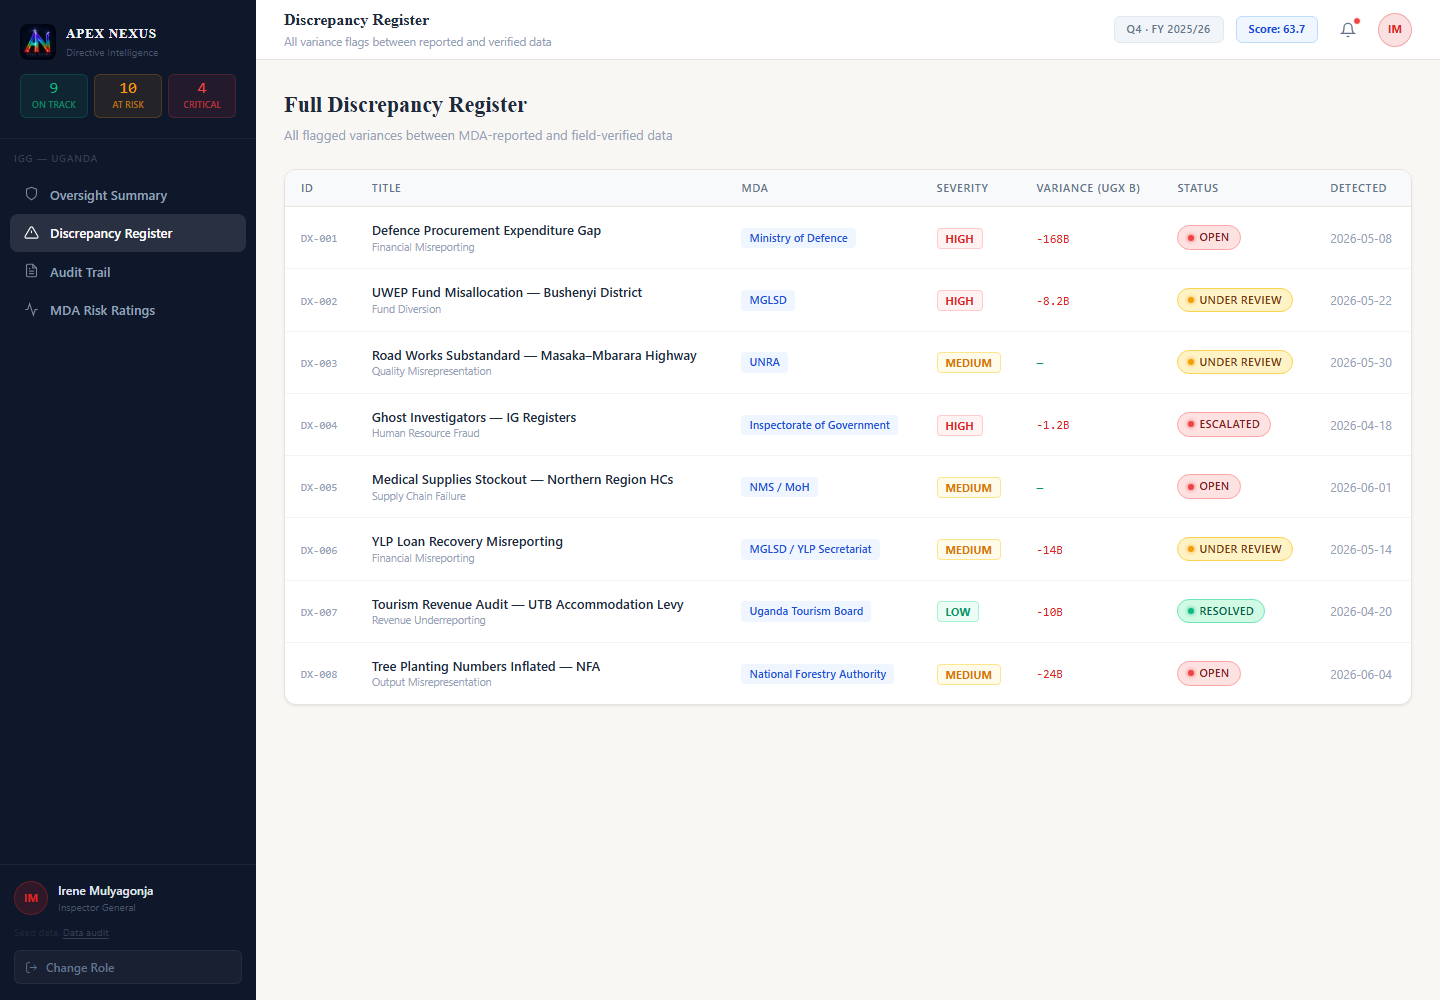 APEX NEXUS
Directive Intelligence
9
ON TRACK
10
AT RISK
4
CRITICAL
IGG — UGANDA
Oversight Summary
Discrepancy Register
Audit Trail
MDA Risk Ratings
IM
Irene Mulyagonja
Inspector General
Seed data. Data audit
Change Role
Discrepancy Register
All variance flags between reported and verified data
Q4 · FY 2025/26
Score: 63.7
IM
Full Discrepancy Register
All flagged variances between MDA-reported and field-verified data
ID TITLE MDA SEVERITY VARIANCE (UGX B) STATUS DETECTED
DX-001 Defence Procurement Expenditure Gap Ministry of Defence HIGH -168B OPEN 2026-05-08
Financial Misreporting
DX-002 UWEP Fund Misallocation — Bushenyi District MGLSD HIGH -8.2B UNDER REVIEW 2026-05-22
Fund Diversion
DX-003 Road Works Substandard — Masaka–Mbarara Highway UNRA MEDIUM — UNDER REVIEW 2026-05-30
Quality Misrepresentation
DX-004 Ghost Investigators — IG Registers Inspectorate of Government HIGH -1.2B ESCALATED 2026-04-18
Human Resource Fraud
DX-005 Medical Supplies Stockout — Northern Region HCs NMS / MoH MEDIUM — OPEN 2026-06-01
Supply Chain Failure
DX-006 YLP Loan Recovery Misreporting MGLSD / YLP Secretariat MEDIUM -14B UNDER REVIEW 2026-05-14
Financial Misreporting
DX-007 Tourism Revenue Audit — UTB Accommodation Levy Uganda Tourism Board LOW -10B RESOLVED 2026-04-20
Revenue Underreporting
DX-008 Tree Planting Numbers Inflated — NFA National Forestry Authority MEDIUM -24B OPEN 2026-06-04
Output Misrepresentation